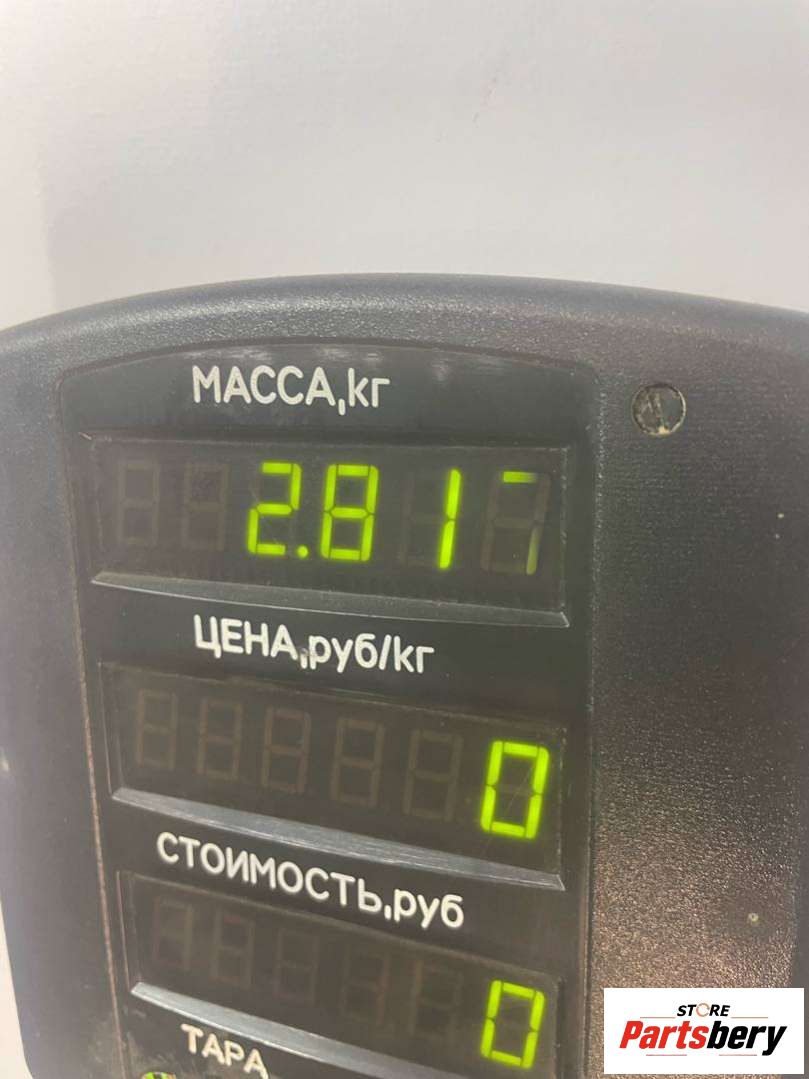 МАССА,кг
2.817
ЦЕНА,руб/кг
0
СТОИМОСТЬ,руб
0
ТАРА
STORE
Partsbery